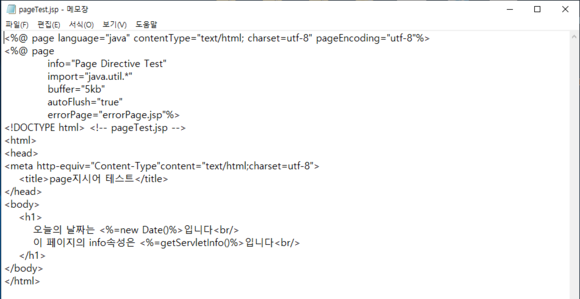 pageTest.jsp – 메모장
파일(F) 편집(E) 서식(O) 보기(V) 도움말
<%@ page language="java" contentType="text/html; charset=utf-8" pageEncoding="utf-8"%>
<%@ page
info="Page Directive Test"
import="java.util.*"
buffer="5kb"
autoFlush="true"
errorPage="errorPage.jsp"%>
<!DOCTYPE html> <!-- pageTest.jsp -->
<html>
<head>
<meta http-equiv="Content-Type"content="text/html;charset=utf-8">
<title>page지시어 테스트</title>
</head>
<body>
<h1>
오늘의 날짜는 <%=new Date()%>입니다<br/>
이 페이지의 info속성은 <%=getServletInfo()%>입니다<br/>
</h1>
</body>
</html>